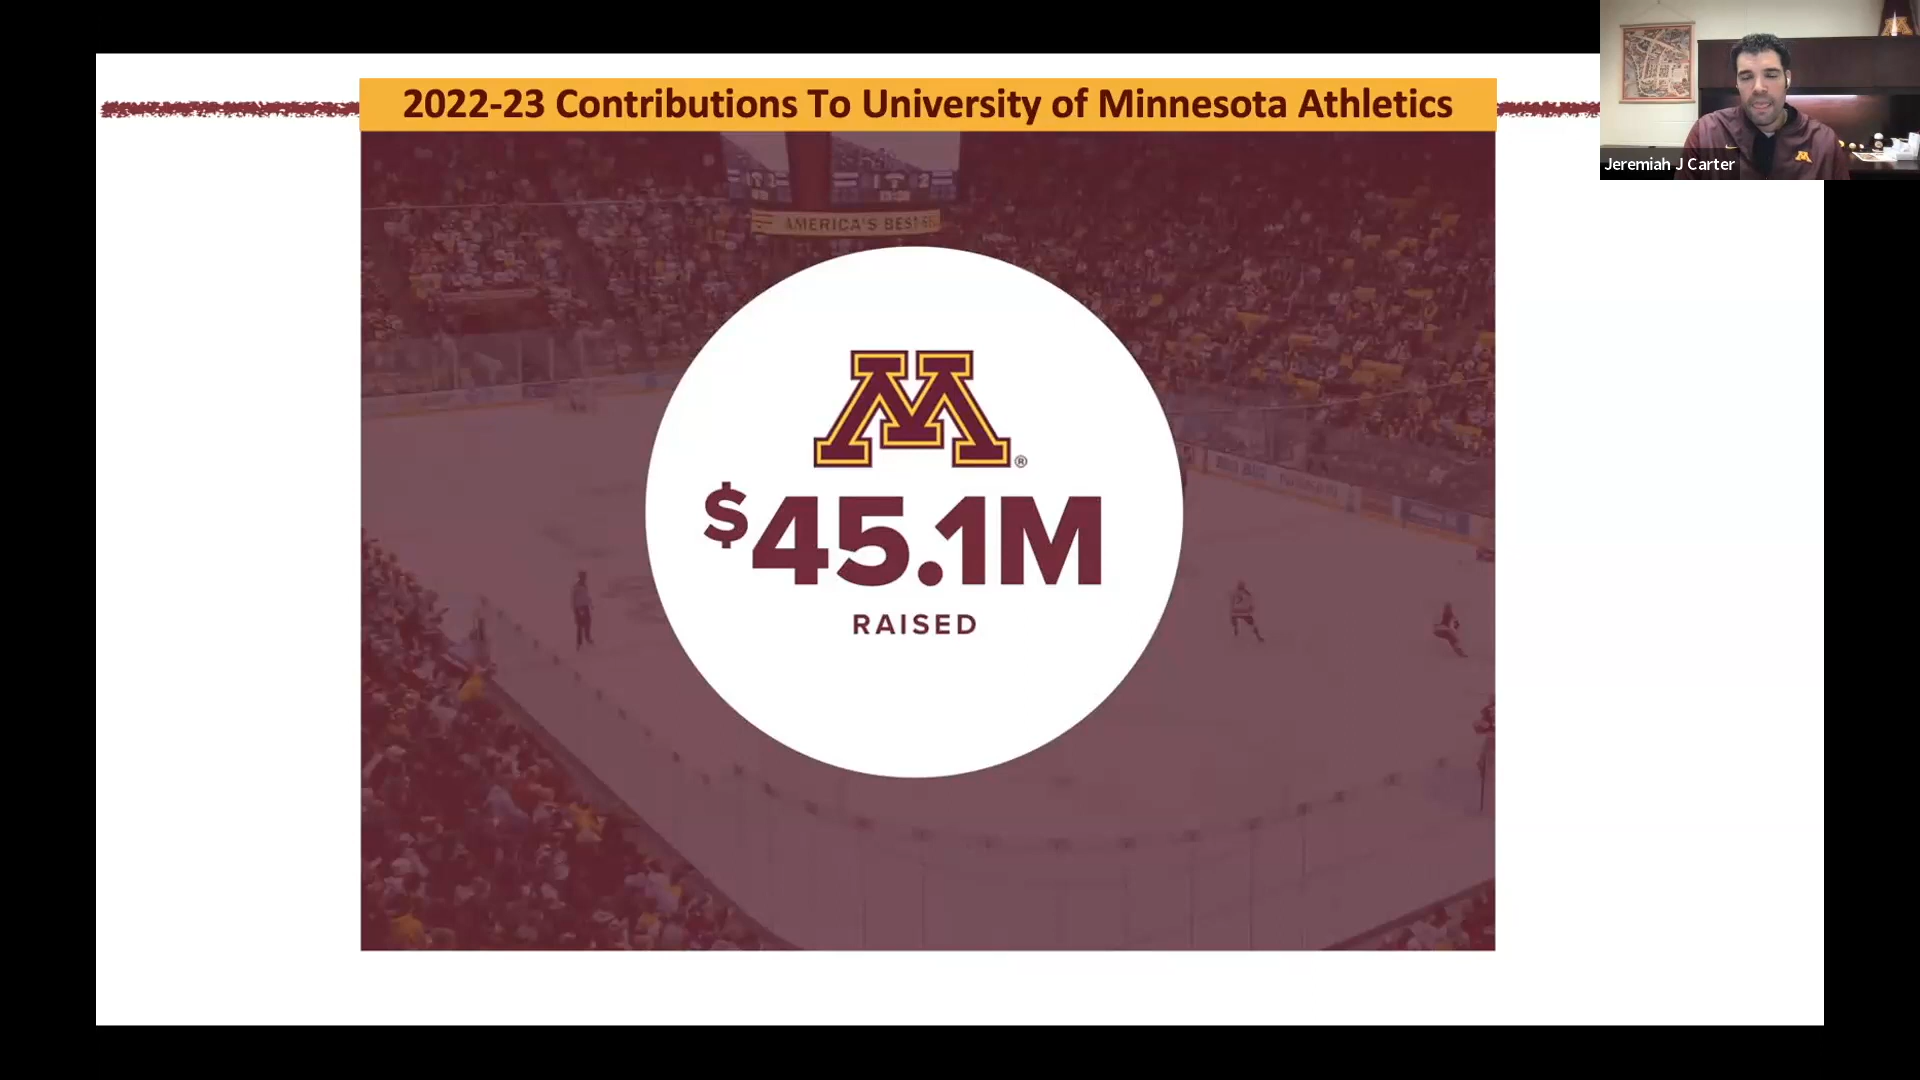 2022-23 Contributions To University of Minnesota Athletics
Jeremiah J Carter
AMERICA'S BEST
M
®
$45.1M
RAISED